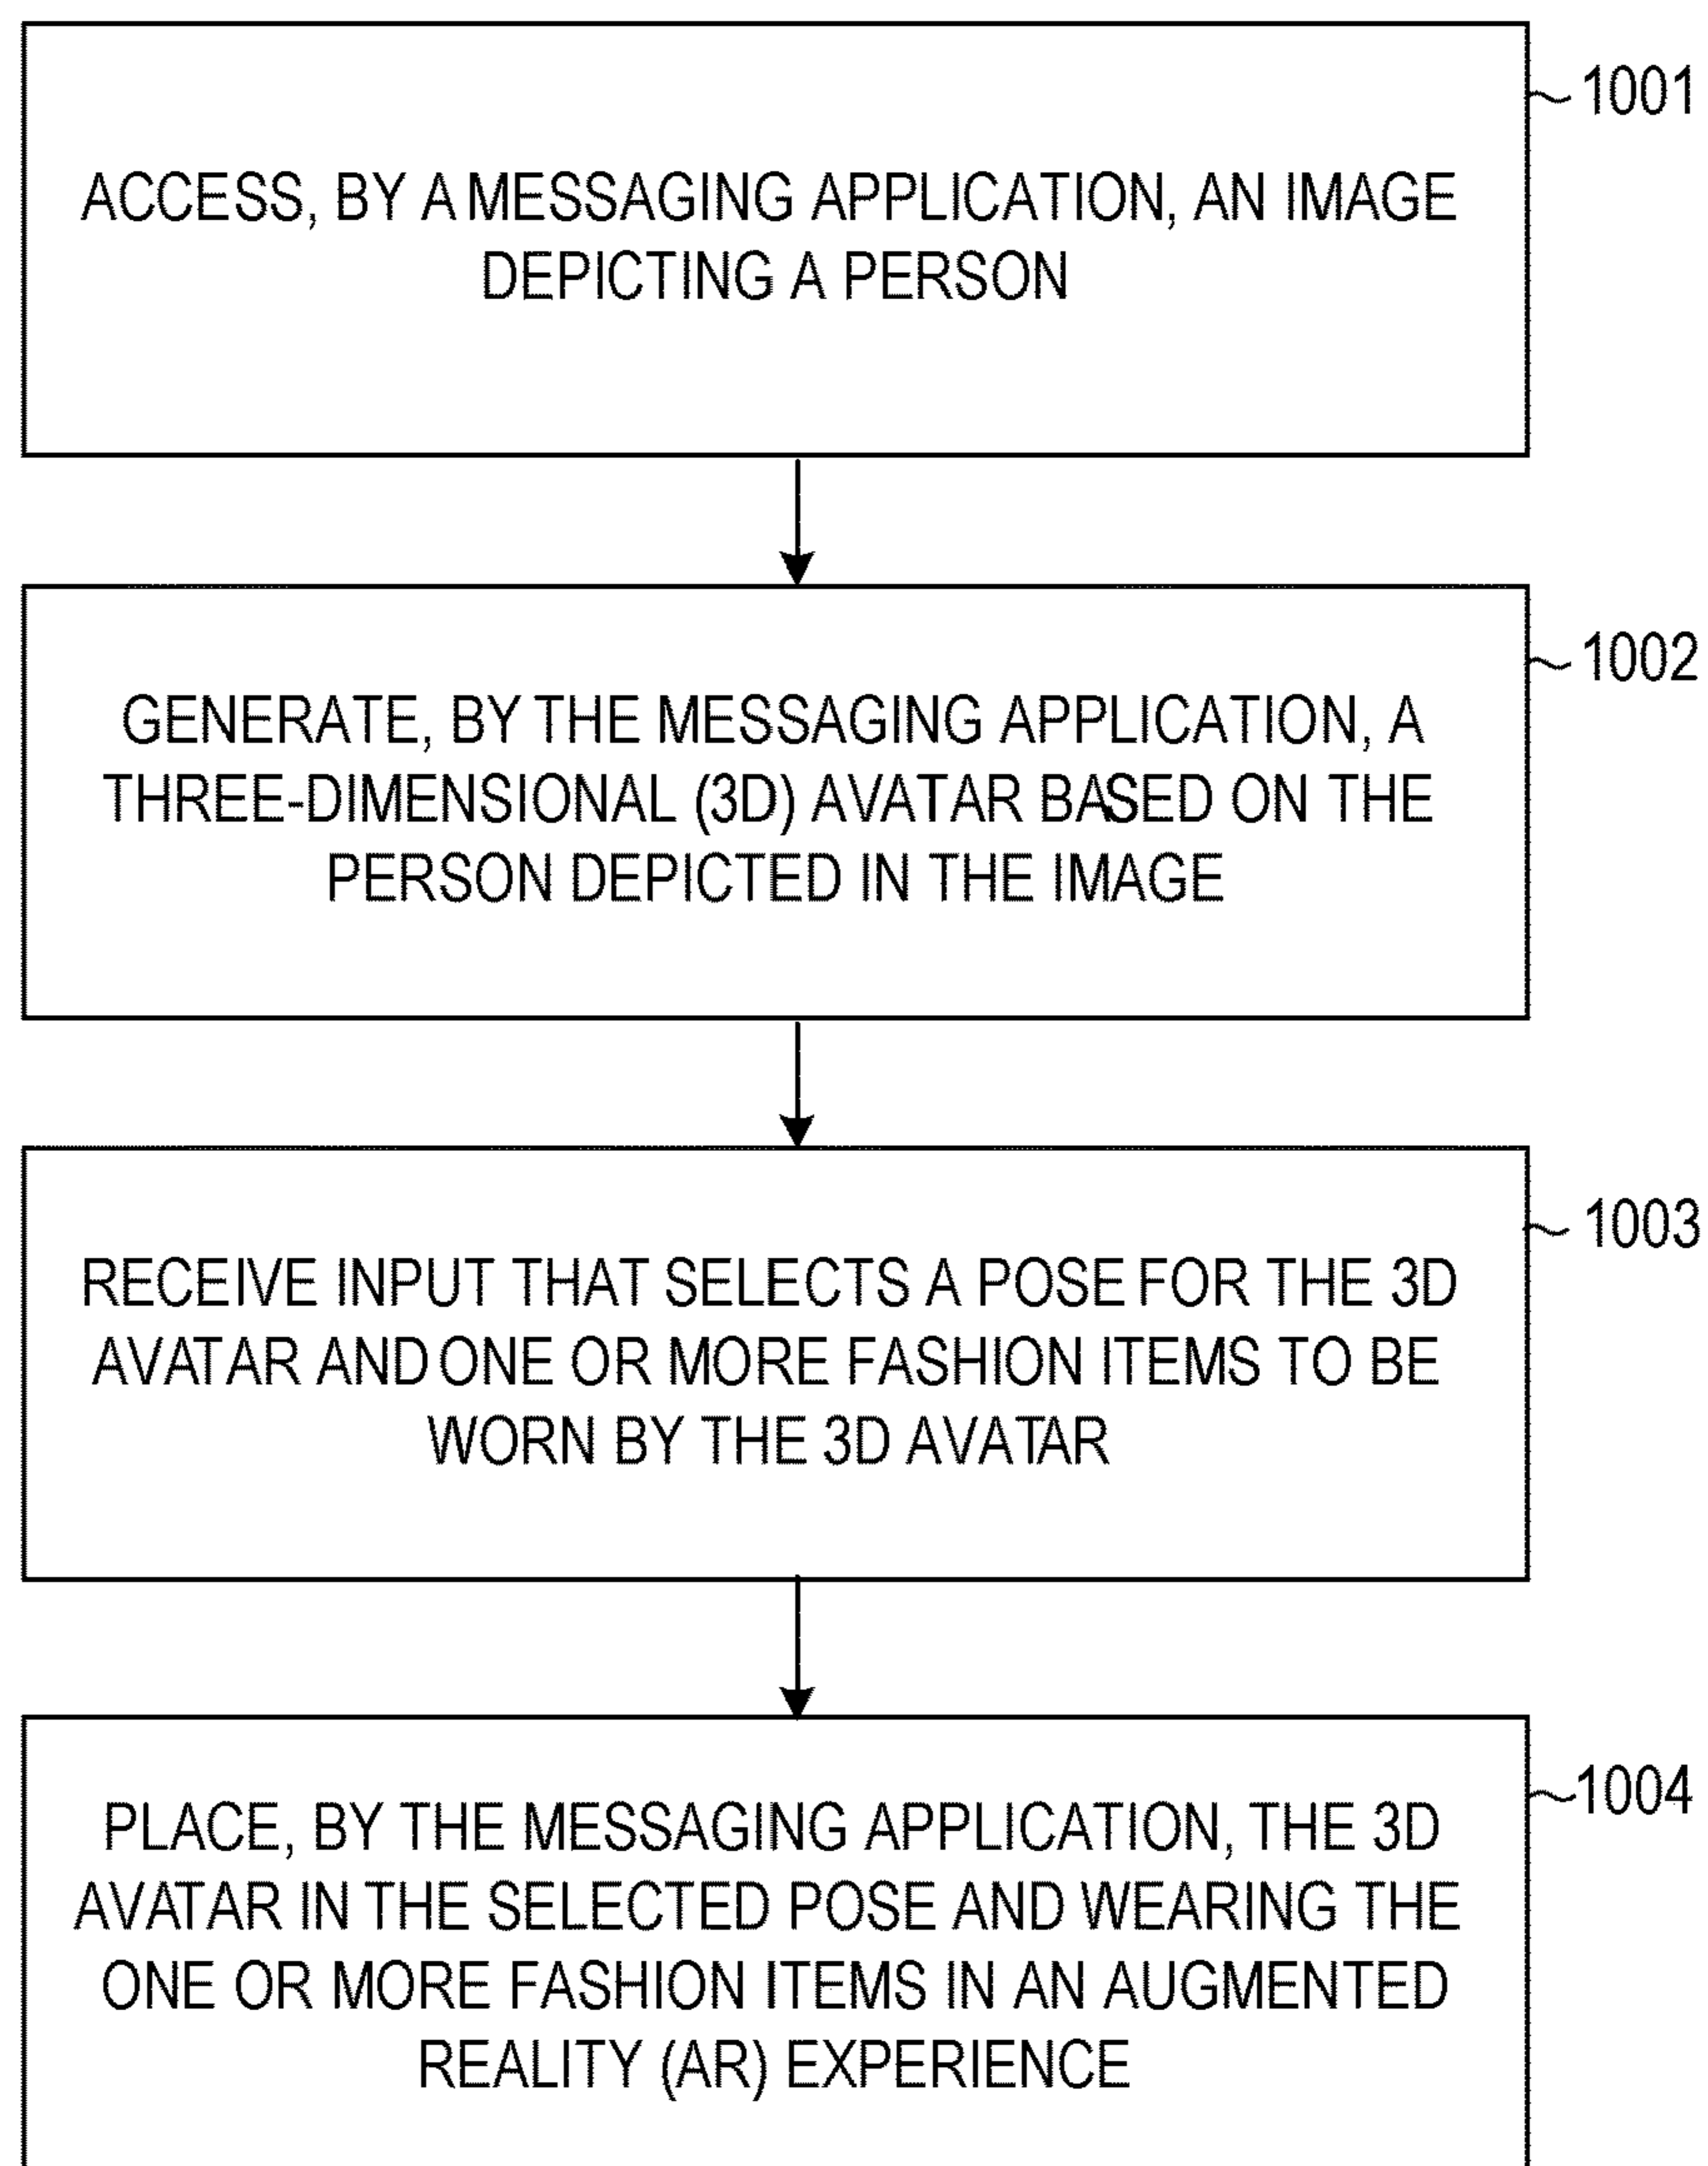 1001
ACCESS, BY A MESSAGING APPLICATION, AN IMAGE
DEPICTING A PERSON
1002
GENERATE, BY THE MESSAGING APPLICATION, A
THREE-DIMENSIONAL (3D) AVATAR BASED ON THE
PERSON DEPICTED IN THE IMAGE
1003
RECEIVE INPUT THAT SELECTS A POSE FOR THE 3D
AVATAR AND ONE OR MORE FASHION ITEMS TO BE
WORN BY THE 3D AVATAR
1004
PLACE, BY THE MESSAGING APPLICATION, THE 3D
AVATAR IN THE SELECTED POSE AND WEARING THE
ONE OR MORE FASHION ITEMS IN AN AUGMENTED
REALITY (AR) EXPERIENCE